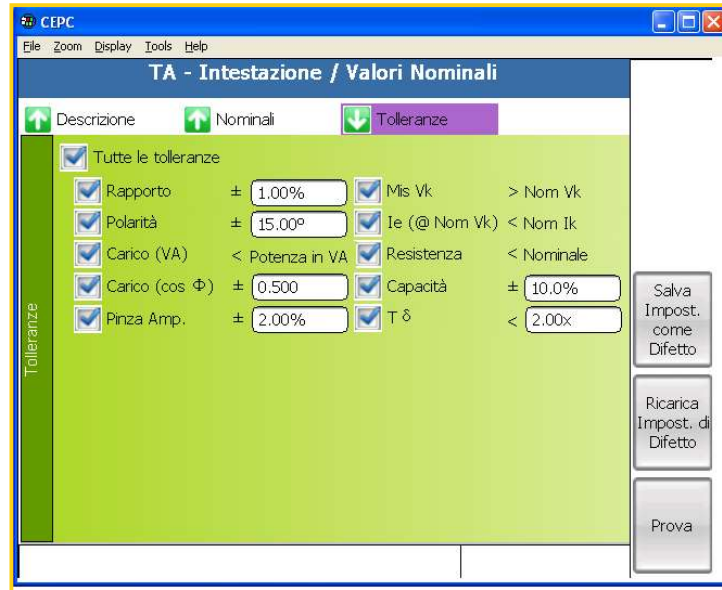 CEPC
File Zoom Display Tools Help
TA - Intestazione / Valori Nominali
Descrizione Nominali Tolleranze
Tolleranze
Tutte le tolleranze
Rapporto ± 1.00% Mis Vk > Nom Vk
Polarità ± 15.00º Ie (@ Nom Vk) < Nom Ik
Carico (VA) < Potenza in VA Resistenza < Nominale
Carico (cos Φ) ± 0.500 Capacità ± 10.0%
Pinza Amp. ± 2.00% T δ < 2.00x
Salva
Impost.
come
Difetto
Ricarica
Impost. di
Difetto
Prova